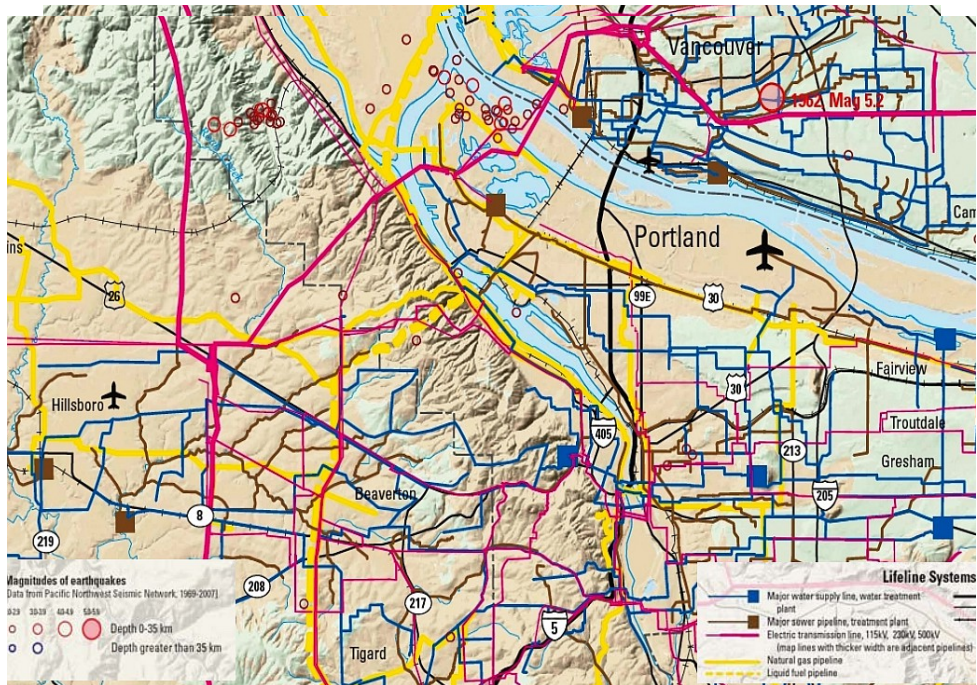 Vancouver
1962, Mag 5.2
Portland
ins
26
99E
30
30
Fairview
Hillsboro
405
Troutdale
213
Gresham
205
Beaverton
8
219
208
217
5
Tigard
Magnitudes of earthquakes
[Data from Pacific Northwest Seismic Network, 1969-2007]
Depth 0-35 km
Depth greater than 35 km
Lifeline Systems
Major water supply line, water treatment
plant
Major sewer pipeline, treatment plant
Electric transmission line, 115kV, 230kV, 500kV
(map lines with thicker width are adjacent pipelines)
Natural gas pipeline
Liquid fuel pipeline